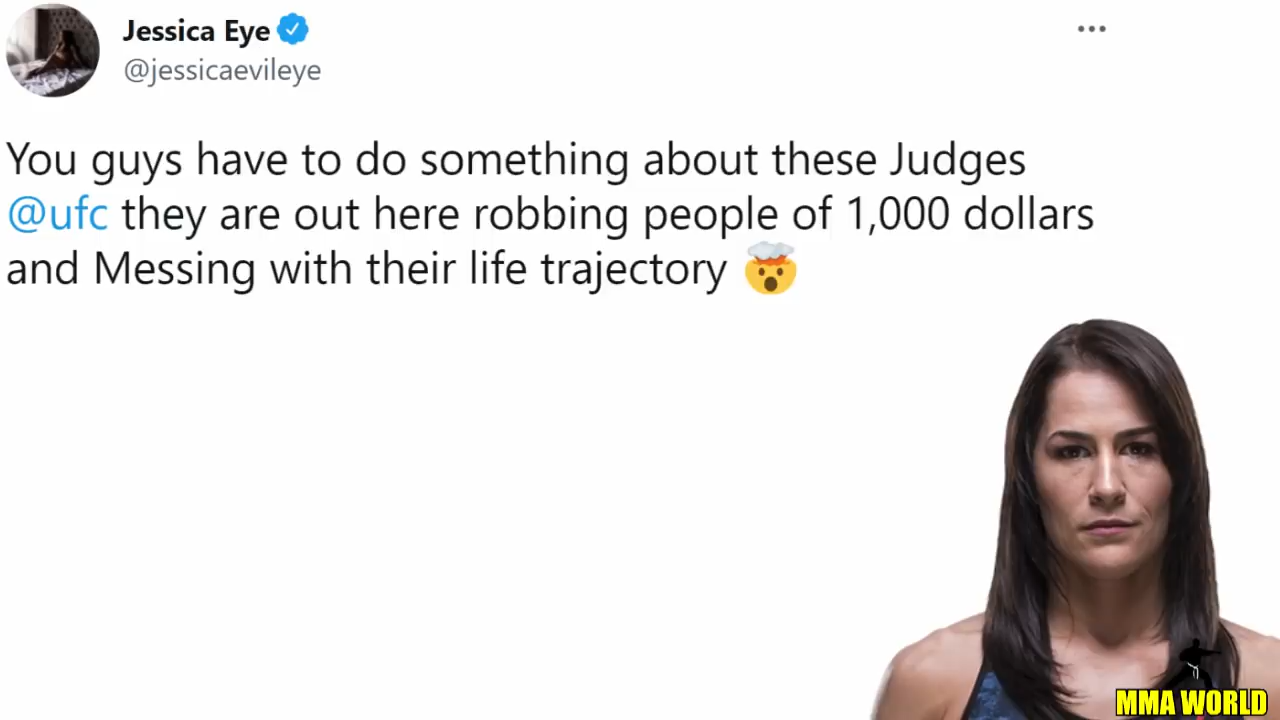 Jessica Eye
@jessicaevileye
You guys have to do something about these Judges
@ufc they are out here robbing people of 1,000 dollars
and Messing with their life trajectory 🤯
MMA WORLD